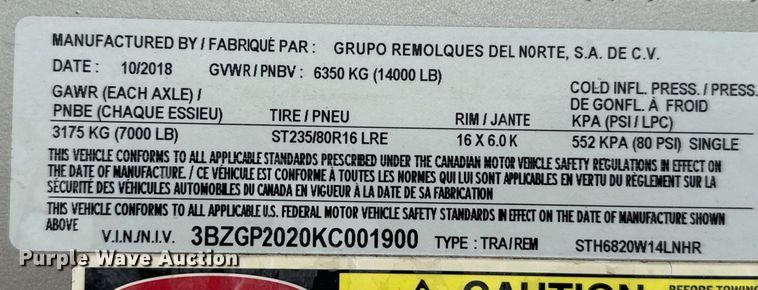 MANUFACTURED BY / FABRIQUÉ PAR : GRUPO REMOLQUES DEL NORTE, S.A. DE C.V.
DATE : 10/2018 GVWR / PNBV : 6350 KG (14000 LB)
GAWR (EACH AXLE) / COLD INFL. PRESS. / PRESS.
PNBE (CHAQUE ESSIEU) TIRE / PNEU RIM / JANTE DE GONFL. À FROID
KPA (PSI / LPC)
3175 KG (7000 LB) ST235/80R16 LRE 16 X 6.0 K 552 KPA (80 PSI) SINGLE
THIS VEHICLE CONFORMS TO ALL APPLICABLE STANDARDS PRESCRIBED UNDER THE CANADIAN MOTOR VEHICLE SAFETY REGULATIONS IN EFFECT ON
THE DATE OF MANUFACTURE. / CE VÉHICULE EST CONFORME À TOUTES LES NORMES QUI LUI SONT APPLICABLES EN VERTU DU RÈGLEMENT SUR LA
SÉCURITÉ DES VÉHICULES AUTOMOBILES DU CANADA EN VIGUEUR À LA DATE DE SA FABRICATION
THIS VEHICLE CONFORMS TO ALL APPLICABLE U.S. FEDERAL MOTOR VEHICLE SAFETY STANDARDS IN EFFECT ON THE DATE OF MANUFACTURE SHOWN
ABOVE
V.I.N./N.I.V. 3BZGP2020KC001900 TYPE : TRA/REM STH6820W14LNHR
Purple Wave Auction
CAUTION
BEFORE TOWING